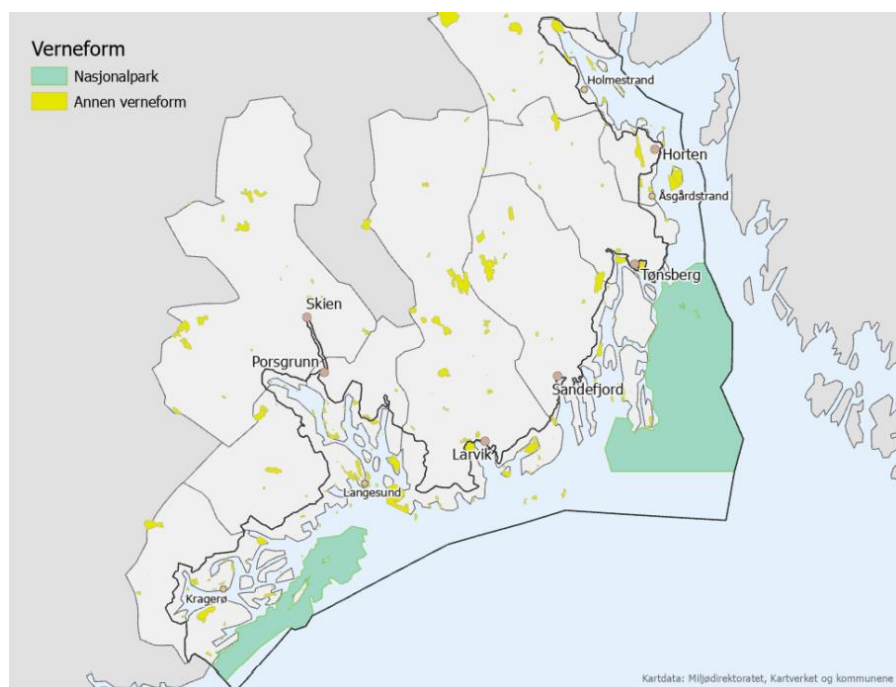 Verneform
Nasjonalpark
Annen verneform
Holmestrand
Horten
Åsgårdstrand
Tønsberg
Skien
Porsgrunn
Sandefjord
Larvik
Langesund
Kragerø
Kartdata: Miljødirektoratet, Kartverket og kommunene